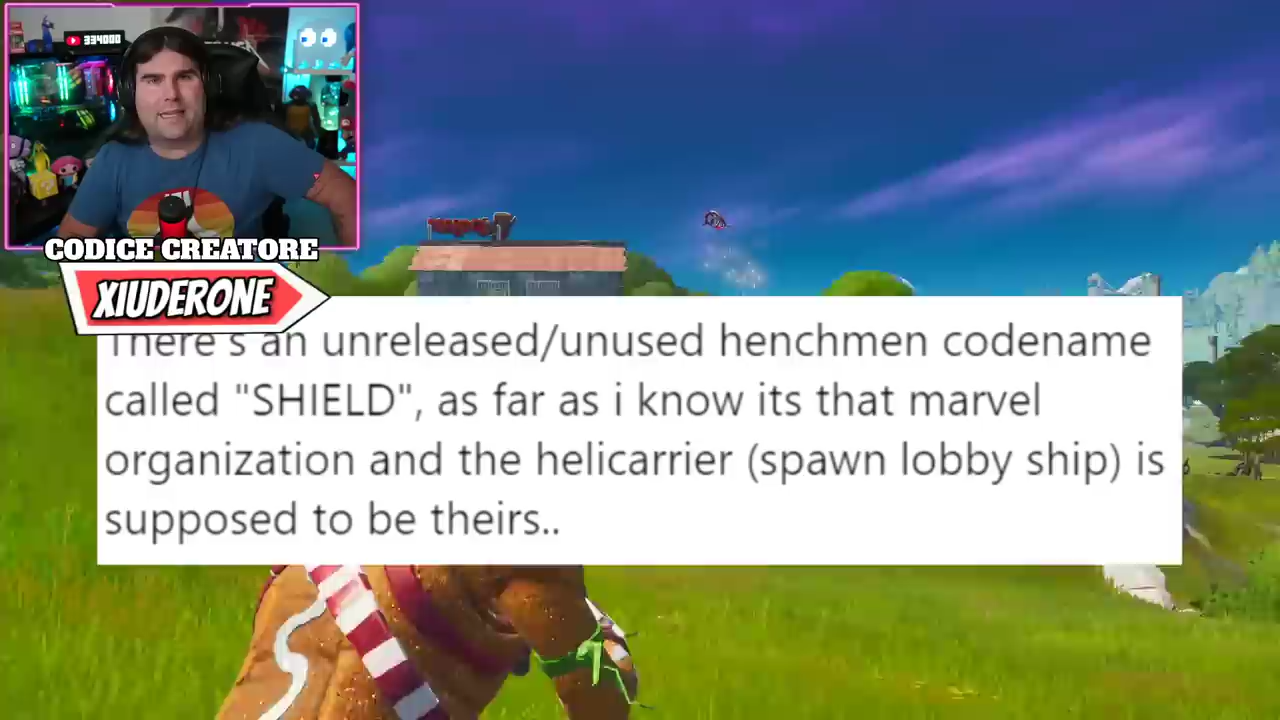 334000
CODICE CREATORE
XIUDERONE
There's an unreleased/unused henchmen codename
called "SHIELD", as far as i know its that marvel
organization and the helicarrier (spawn lobby ship) is
supposed to be theirs..